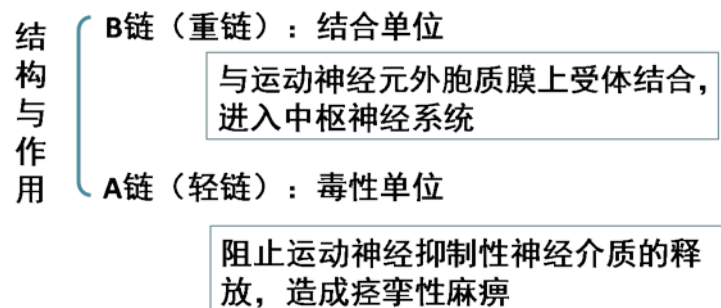 结构与作用
B链（重链）：结合单位
与运动神经元外胞质膜上受体结合，
进入中枢神经系统
A链（轻链）：毒性单位
阻止运动神经抑制性神经介质的释
放，造成痉挛性麻痹